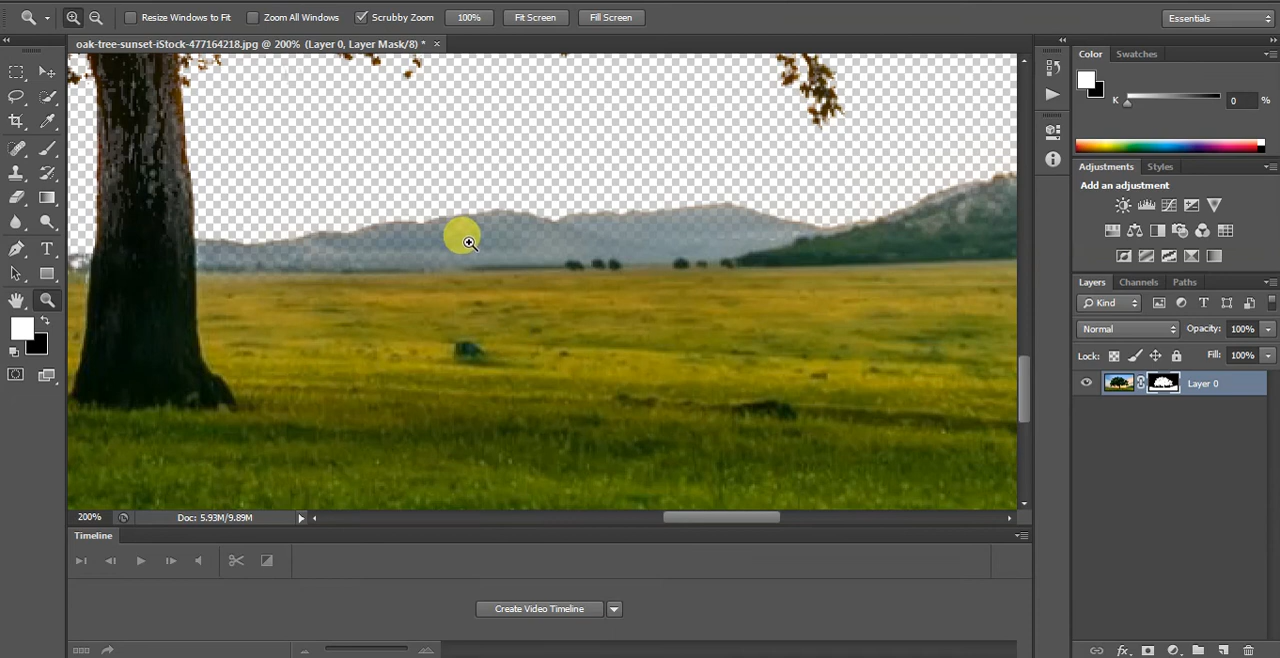 Resize Windows to Fit Zoom All Windows Scrubby Zoom 100% Fit Screen Fill Screen Essentials
oak-tree-sunset-iStock-477164218.jpg @ 200% (Layer 0, Layer Mask/8) *
Color Swatches
K 0 %
Adjustments Styles
Add an adjustment
Layers Channels Paths
Kind
Normal Opacity: 100%
Lock: Fill: 100%
Layer 0
200% Doc: 5.93M/9.89M
Timeline
Create Video Timeline